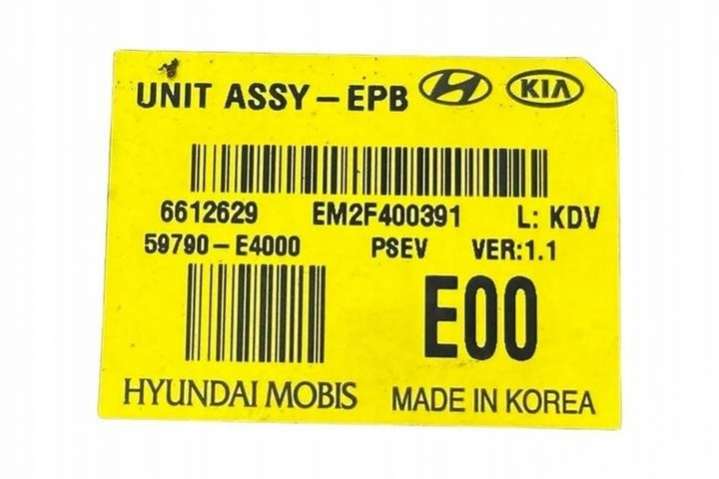 UNIT ASSY-EPB KIA
6612629 EM2F400391 L: KDV
59790-E4000 PSEV VER:1.1
E00
HYUNDAI MOBIS MADE IN KOREA